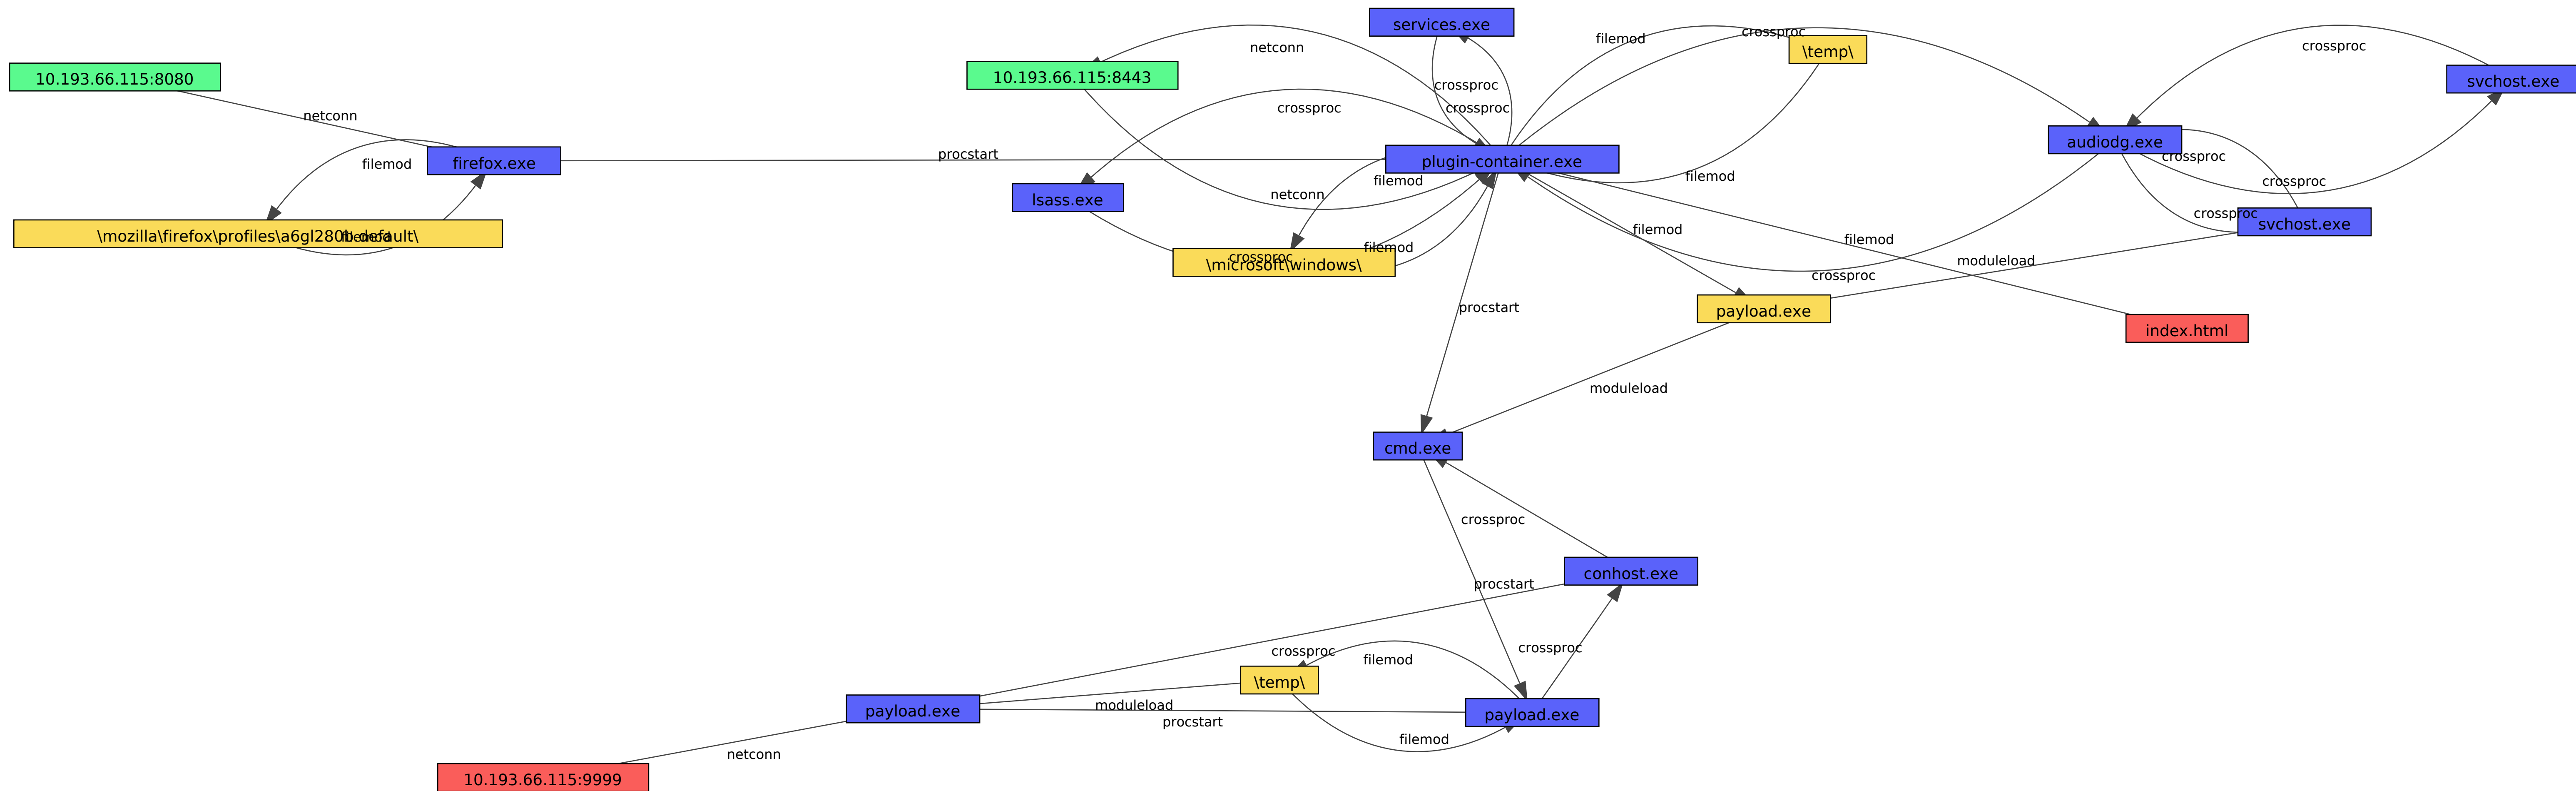 services.exe
filemod
crossproc
netconn
\temp\
crossproc
10.193.66.115:8080
10.193.66.115:8443
svchost.exe
crossproc
crossproc
crossproc
netconn
audiodg.exe
procstart
crossproc
firefox.exe
filemod
plugin-container.exe
filemod
filemod
crossproc
netconn
lsass.exe
crossproc
svchost.exe
\mozilla\firefox\profiles\a6gl280b.default\
filemod
filemod
filemod
filemod
crossproc
\microsoft\windows\
moduleload
crossproc
procstart
payload.exe
index.html
moduleload
cmd.exe
crossproc
conhost.exe
procstart
crossproc
crossproc
filemod
\temp\
payload.exe
moduleload
procstart
payload.exe
filemod
netconn
10.193.66.115:9999